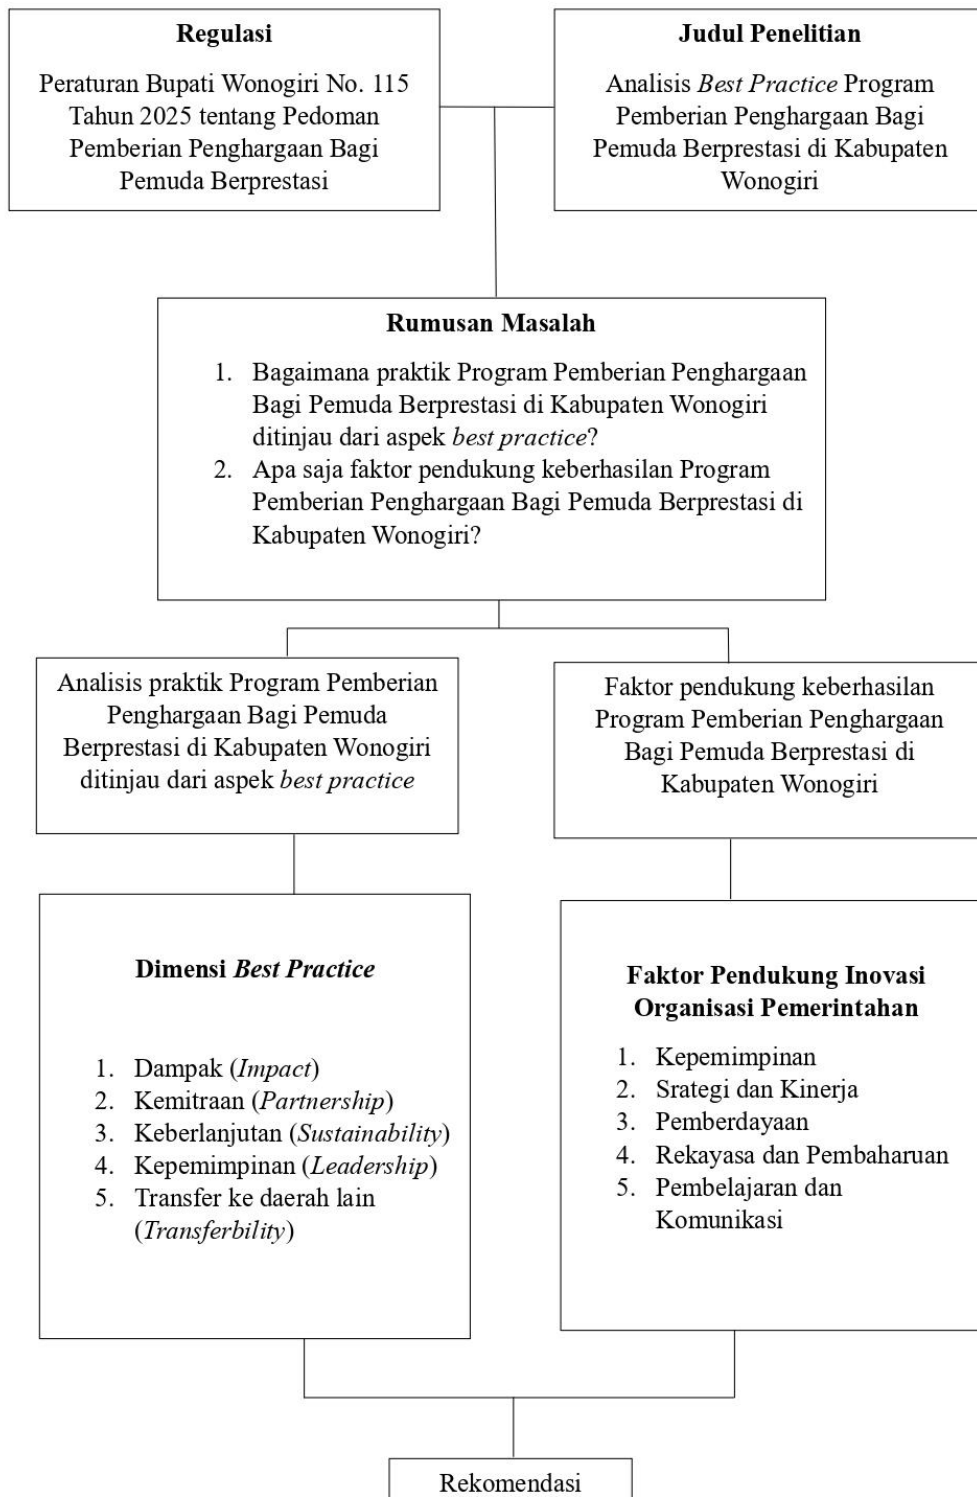 Regulasi
Peraturan Bupati Wonogiri No. 115
Tahun 2025 tentang Pedoman
Pemberian Penghargaan Bagi
Pemuda Berprestasi
Judul Penelitian
Analisis Best Practice Program
Pemberian Penghargaan Bagi
Pemuda Berprestasi di Kabupaten
Wonogiri
Rumusan Masalah
1. Bagaimana praktik Program Pemberian Penghargaan
Bagi Pemuda Berprestasi di Kabupaten Wonogiri
ditinjau dari aspek best practice?
2. Apa saja faktor pendukung keberhasilan Program
Pemberian Penghargaan Bagi Pemuda Berprestasi di
Kabupaten Wonogiri?
Analisis praktik Program Pemberian
Penghargaan Bagi Pemuda
Berprestasi di Kabupaten Wonogiri
ditinjau dari aspek best practice
Faktor pendukung keberhasilan
Program Pemberian Penghargaan
Bagi Pemuda Berprestasi di
Kabupaten Wonogiri
Dimensi Best Practice
1. Dampak (Impact)
2. Kemitraan (Partnership)
3. Keberlanjutan (Sustainability)
4. Kepemimpinan (Leadership)
5. Transfer ke daerah lain
(Transferbility)
Faktor Pendukung Inovasi
Organisasi Pemerintahan
1. Kepemimpinan
2. Srategi dan Kinerja
3. Pemberdayaan
4. Rekayasa dan Pembaharuan
5. Pembelajaran dan
Komunikasi
Rekomendasi